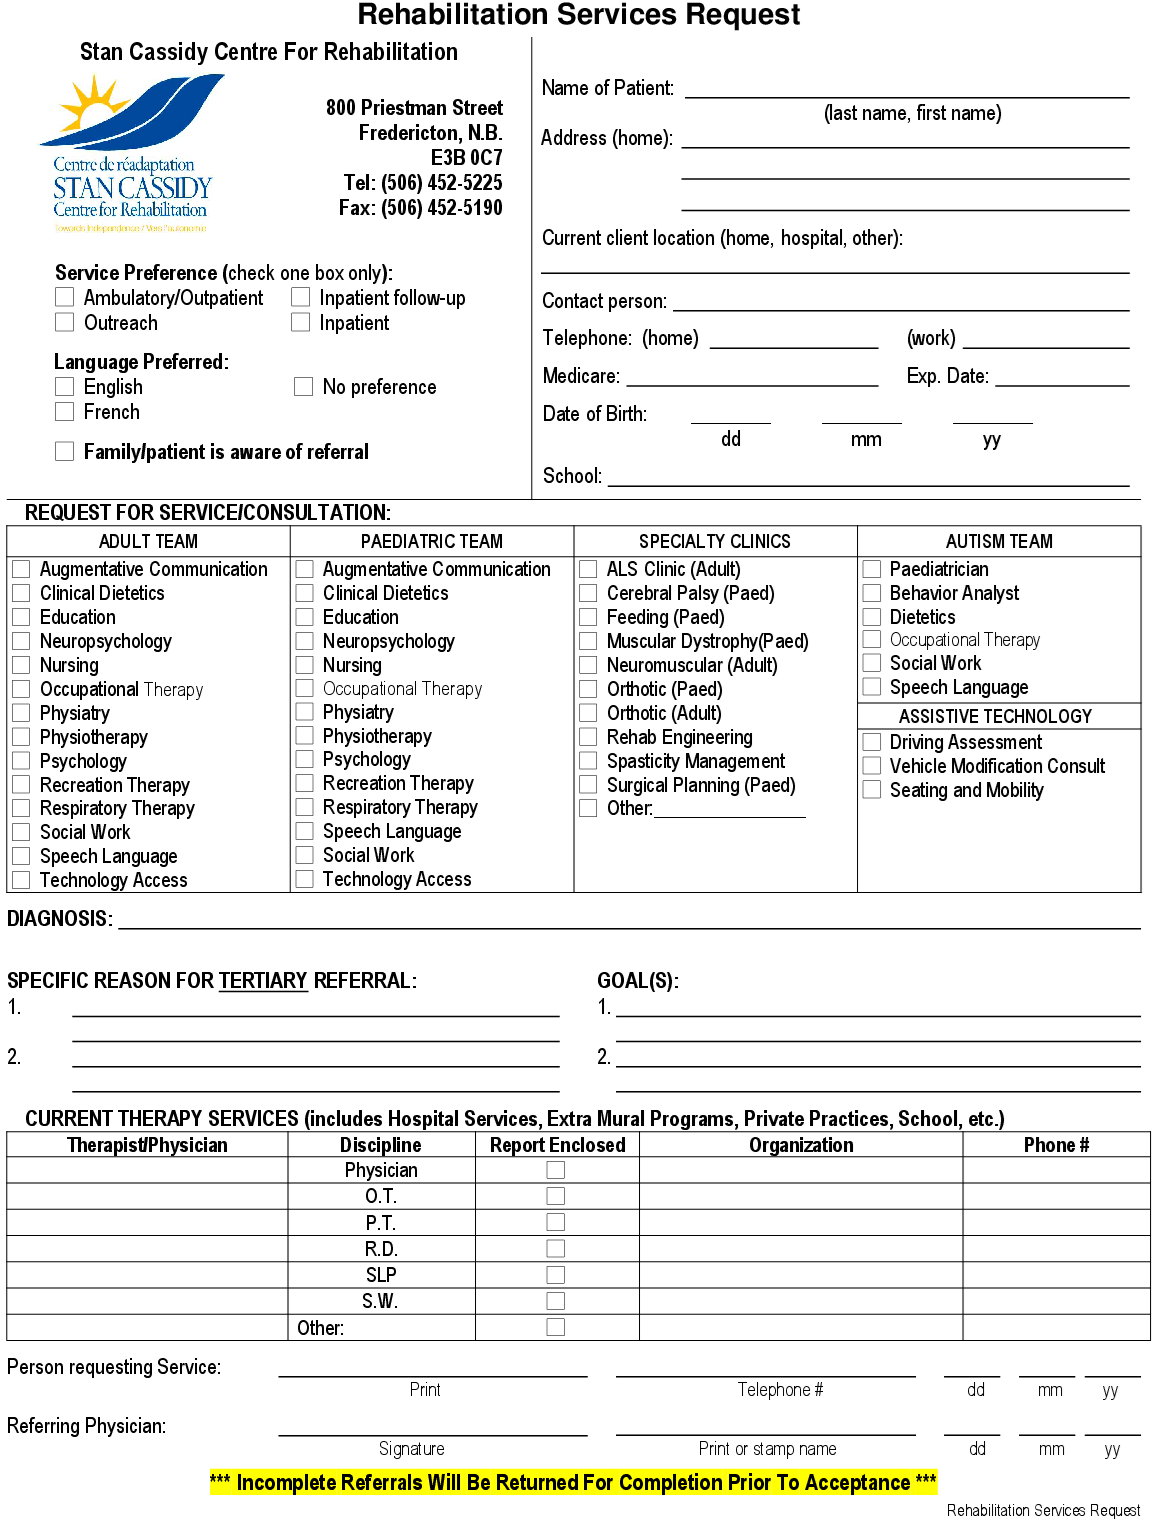 Rehabilitation Services Request
Stan Cassidy Centre For Rehabilitation
800 Priestman Street
Fredericton, N.B.
E3B 0C7
Tel: (506) 452-5225
Fax: (506) 452-5190
Centre de réadaptation
STAN CASSIDY
Centre for Rehabilitation
Towards Independence / Vers l'autonomie
Service Preference (check one box only):
Ambulatory/Outpatient Inpatient follow-up
Outreach Inpatient
Language Preferred:
English No preference
French
Family/patient is aware of referral
Name of Patient:
(last name, first name)
Address (home):
Current client location (home, hospital, other):
Contact person:
Telephone: (home) (work)
Medicare: Exp. Date:
Date of Birth:
dd mm yy
School:
REQUEST FOR SERVICE/CONSULTATION:
ADULT TEAM
Augmentative Communication
Clinical Dietetics
Education
Neuropsychology
Nursing
Occupational Therapy
Physiatry
Physiotherapy
Psychology
Recreation Therapy
Respiratory Therapy
Social Work
Speech Language
Technology Access
PAEDIATRIC TEAM
Augmentative Communication
Clinical Dietetics
Education
Neuropsychology
Nursing
Occupational Therapy
Physiatry
Physiotherapy
Psychology
Recreation Therapy
Respiratory Therapy
Speech Language
Social Work
Technology Access
SPECIALTY CLINICS
ALS Clinic (Adult)
Cerebral Palsy (Paed)
Feeding (Paed)
Muscular Dystrophy(Paed)
Neuromuscular (Adult)
Orthotic (Paed)
Orthotic (Adult)
Rehab Engineering
Spasticity Management
Surgical Planning (Paed)
Other:
AUTISM TEAM
Paediatrician
Behavior Analyst
Dietetics
Occupational Therapy
Social Work
Speech Language
ASSISTIVE TECHNOLOGY
Driving Assessment
Vehicle Modification Consult
Seating and Mobility
DIAGNOSIS:
SPECIFIC REASON FOR TERTIARY REFERRAL: GOAL(S):
1. 1.
2. 2.
CURRENT THERAPY SERVICES (includes Hospital Services, Extra Mural Programs, Private Practices, School, etc.)
Therapist/Physician Discipline Report Enclosed Organization Phone #
Physician
O.T.
P.T.
R.D.
SLP
S.W.
Other:
Person requesting Service:
Print Telephone # dd mm yy
Referring Physician:
Signature Print or stamp name dd mm yy
*** Incomplete Referrals Will Be Returned For Completion Prior To Acceptance ***
Rehabilitation Services Request